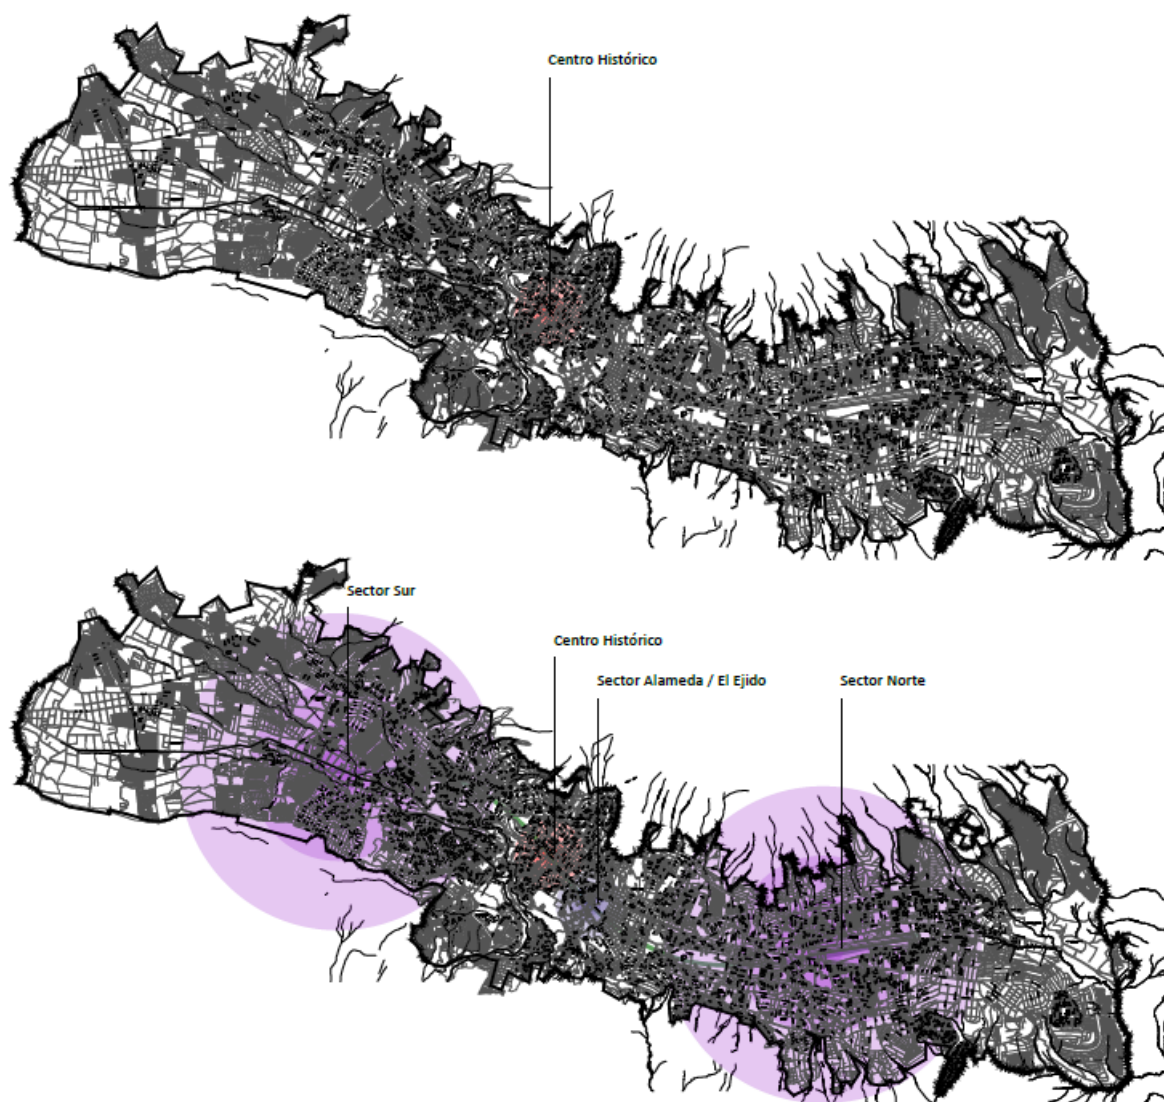 Centro Histórico
Sector Sur
Centro Histórico
Sector Alameda / El Ejido
Sector Norte